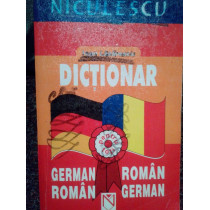 NICULESCU
DICȚIONAR
GERMAN ROMÂN
ROMÂN GERMAN
N